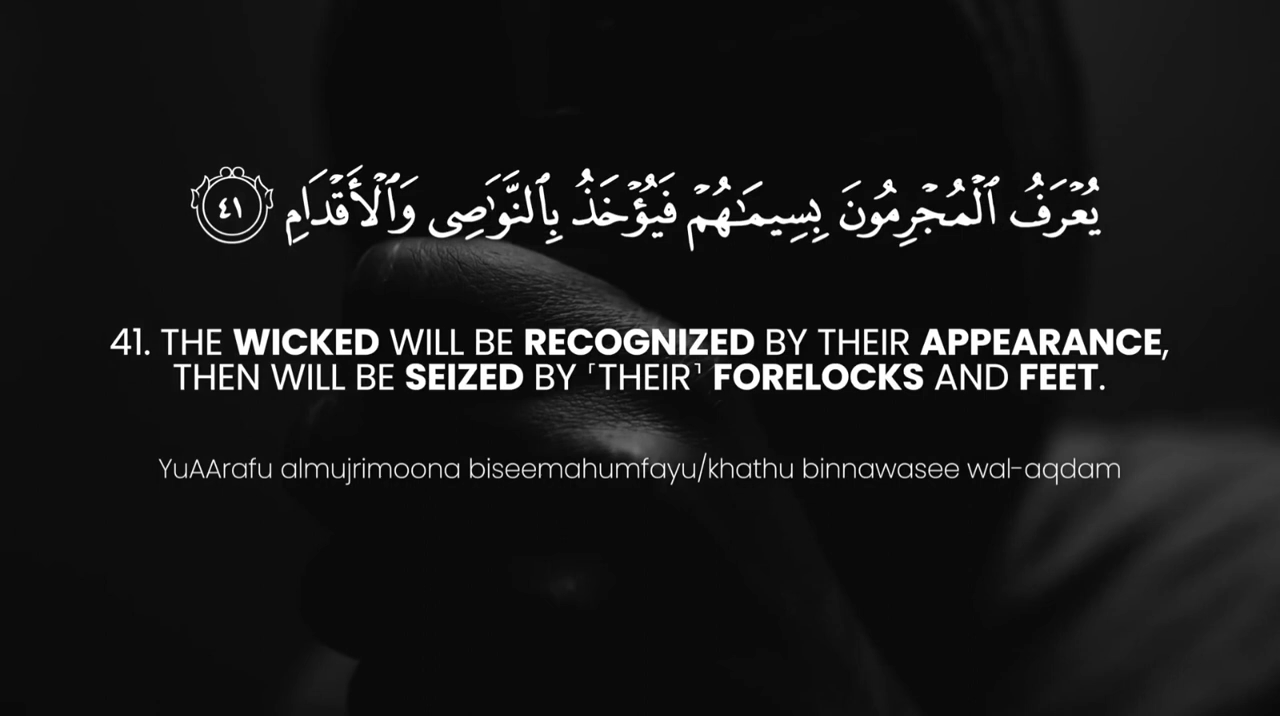 يُعْرَفُ ٱلْمُجْرِمُونَ بِسِيمَـٰهُمْ فَيُؤْخَذُ بِٱلنَّوَٰصِى وَٱلْأَقْدَامِ ٤١
41. THE WICKED WILL BE RECOGNIZED BY THEIR APPEARANCE,
THEN WILL BE SEIZED BY ˹THEIR˺ FORELOCKS AND FEET.
YuAArafu almujrimoona biseemahumfayu/khathu binnawasee wal-aqdam